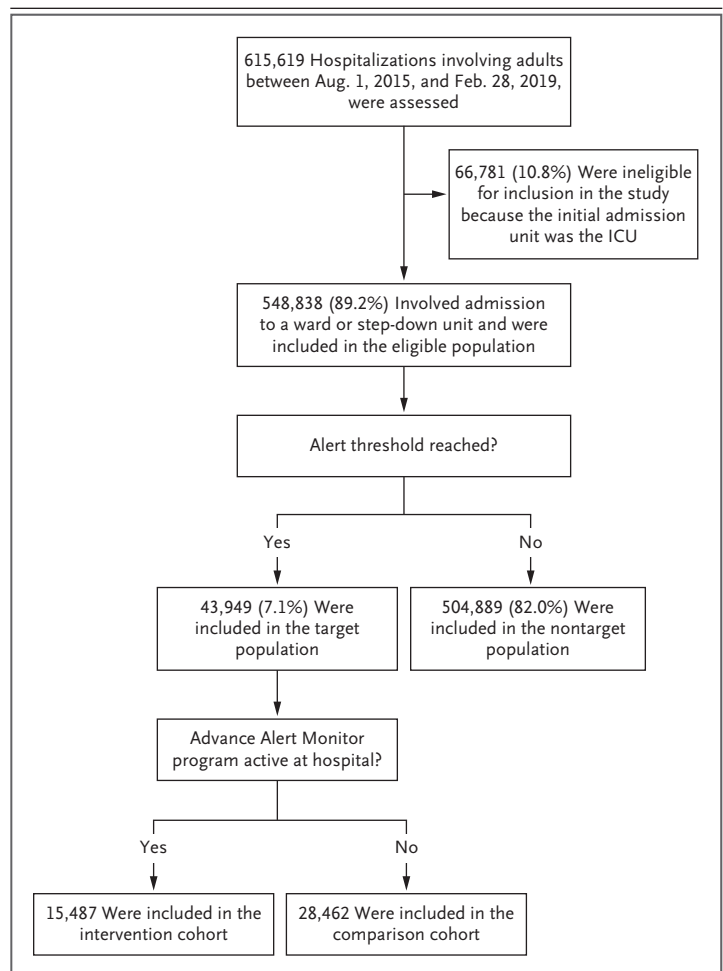 615,619 Hospitalizations involving adults
between Aug. 1, 2015, and Feb. 28, 2019,
were assessed
66,781 (10.8%) Were ineligible
for inclusion in the study
because the initial admission
unit was the ICU
548,838 (89.2%) Involved admission
to a ward or step-down unit and were
included in the eligible population
Alert threshold reached?
Yes
No
43,949 (7.1%) Were
included in the target
population
504,889 (82.0%) Were
included in the nontarget
population
Advance Alert Monitor
program active at hospital?
Yes
No
15,487 Were included in the
intervention cohort
28,462 Were included in the
comparison cohort